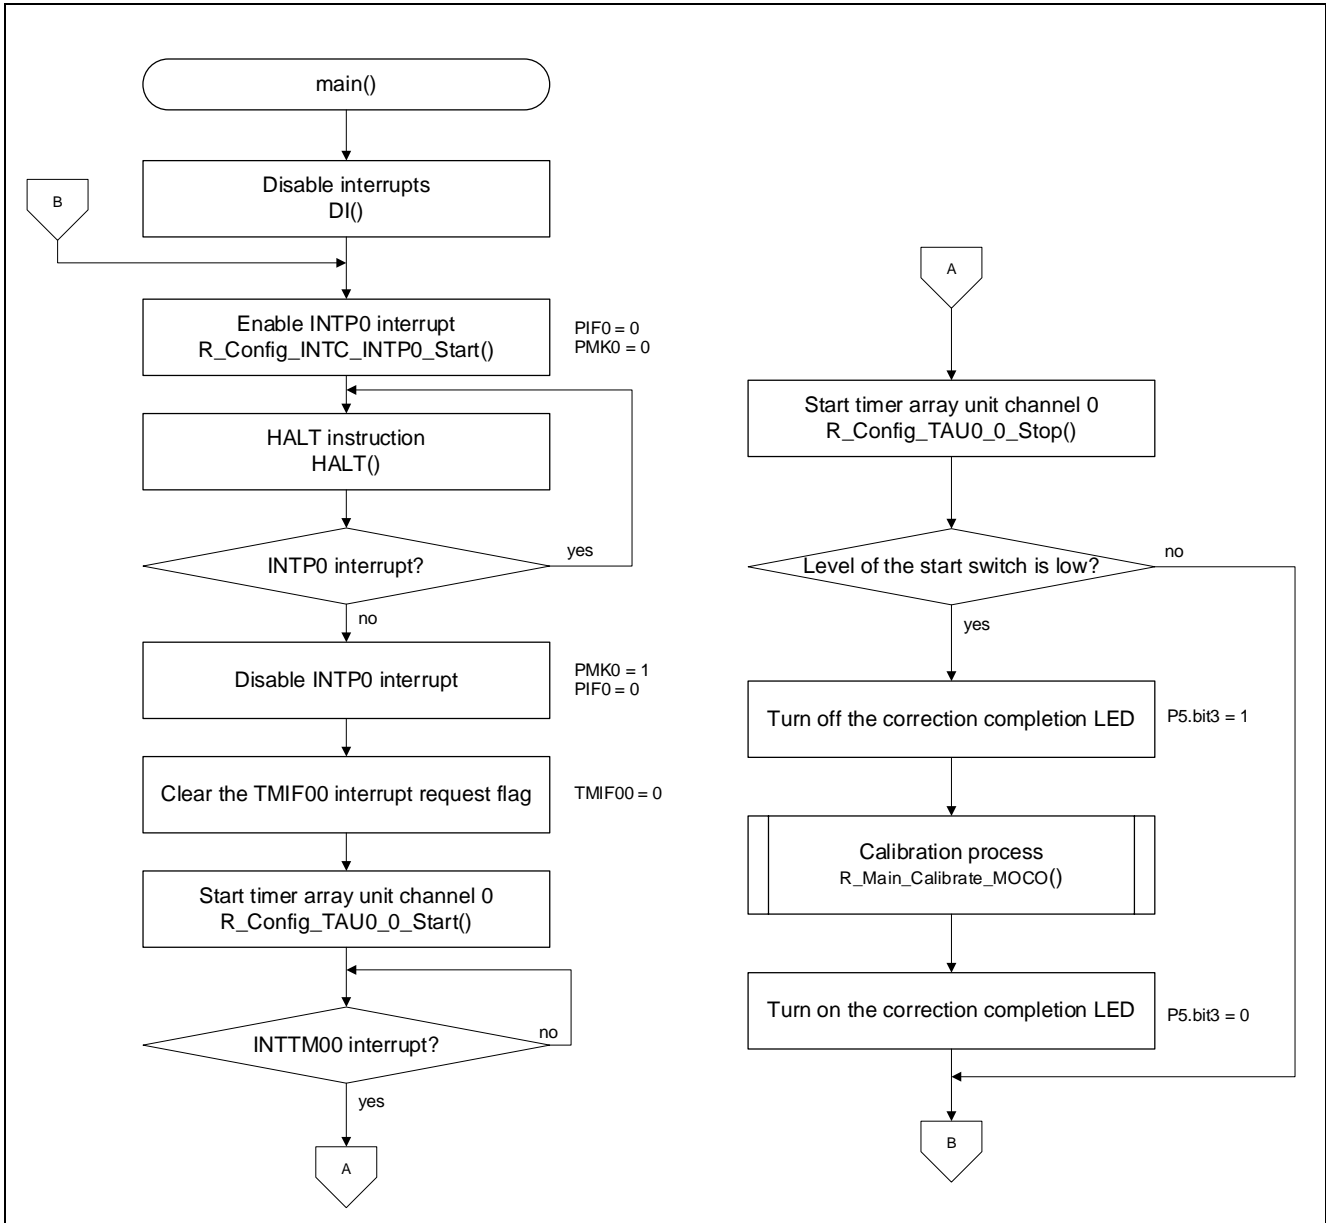 main()
Disable interrupts
DI()
B
Enable INTP0 interrupt
R_Config_INTC_INTP0_Start()
PIF0 = 0
PMK0 = 0
HALT instruction
HALT()
INTP0 interrupt?
yes
no
Disable INTP0 interrupt
PMK0 = 1
PIF0 = 0
Clear the TMIF00 interrupt request flag
TMIF00 = 0
Start timer array unit channel 0
R_Config_TAU0_0_Start()
INTTM00 interrupt?
no
yes
A
A
Start timer array unit channel 0
R_Config_TAU0_0_Stop()
Level of the start switch is low?
no
yes
Turn off the correction completion LED
P5.bit3 = 1
Calibration process
R_Main_Calibrate_MOCO()
Turn on the correction completion LED
P5.bit3 = 0
B